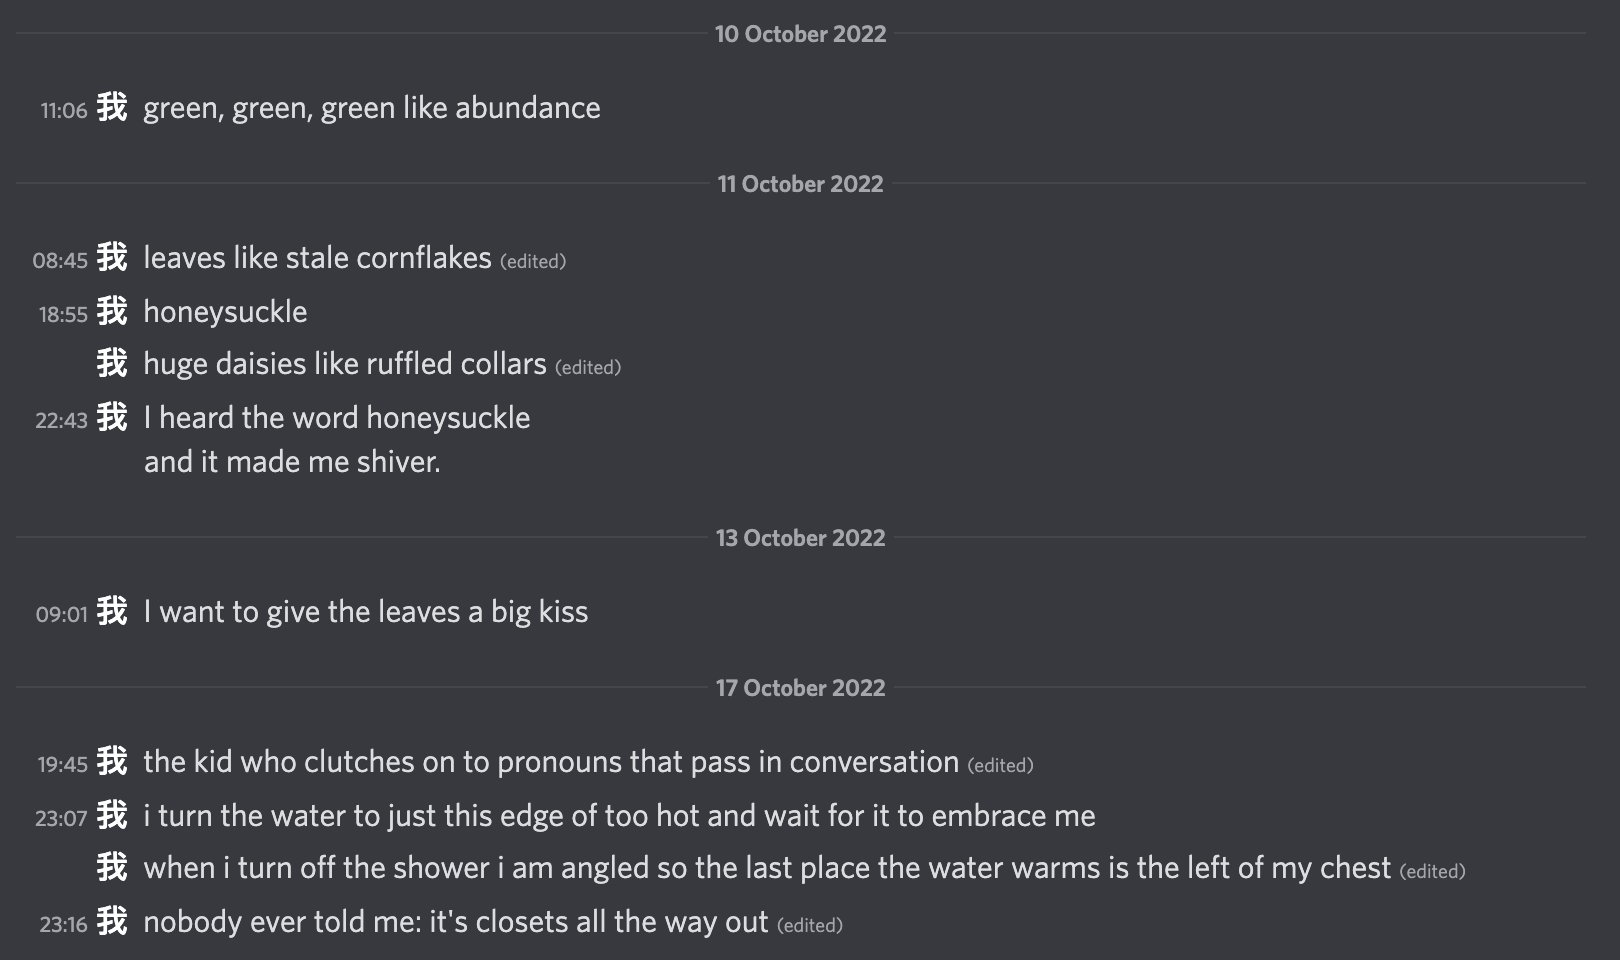 10 October 2022
11:06 我 green, green, green like abundance
11 October 2022
08:45 我 leaves like stale cornflakes (edited)
18:55 我 honeysuckle
我 huge daisies like ruffled collars (edited)
22:43 我 I heard the word honeysuckle
and it made me shiver.
13 October 2022
09:01 我 I want to give the leaves a big kiss
17 October 2022
19:45 我 the kid who clutches on to pronouns that pass in conversation (edited)
23:07 我 i turn the water to just this edge of too hot and wait for it to embrace me
我 when i turn off the shower i am angled so the last place the water warms is the left of my chest (edited)
23:16 我 nobody ever told me: it's closets all the way out (edited)